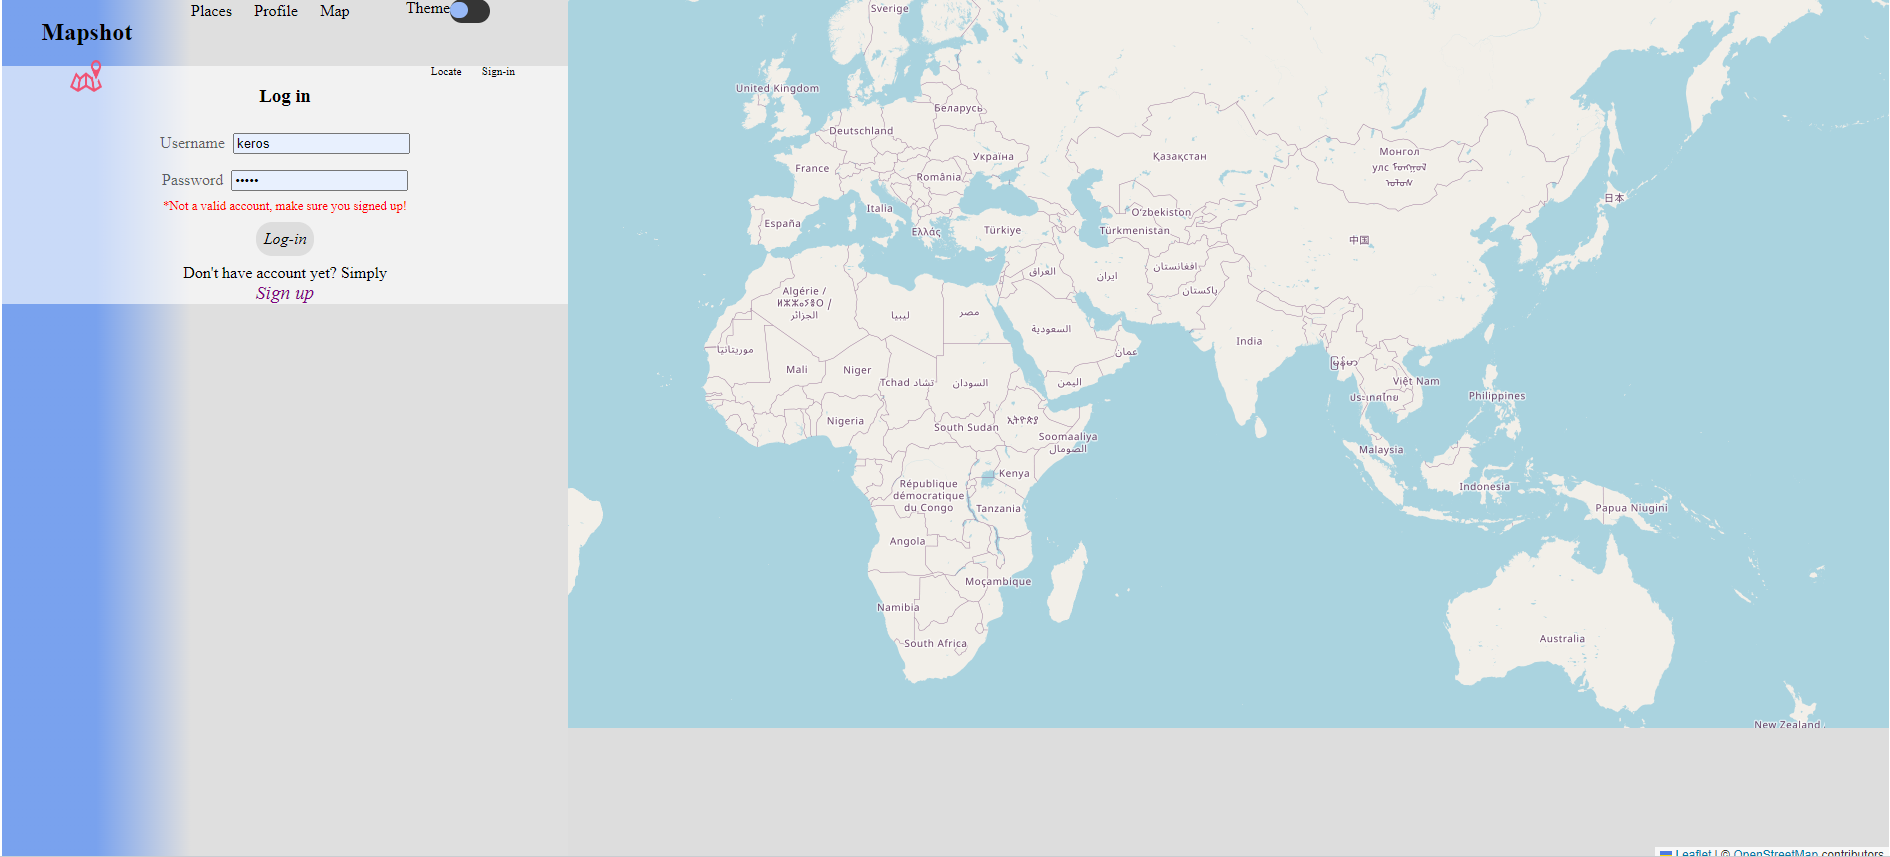 Places Profile Map Theme
Mapshot
Locate Sign-in
Log in
Username keros
Password •••••
*Not a valid account, make sure you signed up!
Log-in
Don't have account yet? Simply
Sign up
Sverige
United Kingdom
Беларусь
Deutschland
Україна
France
România
Italia
España
Ελλάς
Türkiye
Қазақстан
Монгол
улс
O'zbekiston
Türkmenistan
日本
中国
العراق
ایران
افغانستان
پاکستان
Algérie /
ⵍⵣⵣⴰⵢⴻⵔ /
الجزائر
ليبيا
مصر
السعودية
عمان
India
موريتانيا
Mali
Niger
Tchad تشاد
السودان
اليمن
Việt Nam
ประเทศไทย
Philippines
Nigeria
South Sudan
ኢትዮጵያ
Soomaaliya
الصومال
Malaysia
Kenya
République
démocratique
du Congo
Indonesia
Tanzania
Papua Niugini
Angola
Moçambique
Namibia
South Africa
Australia
New Zealand
Leaflet | © OpenStreetMap contributors